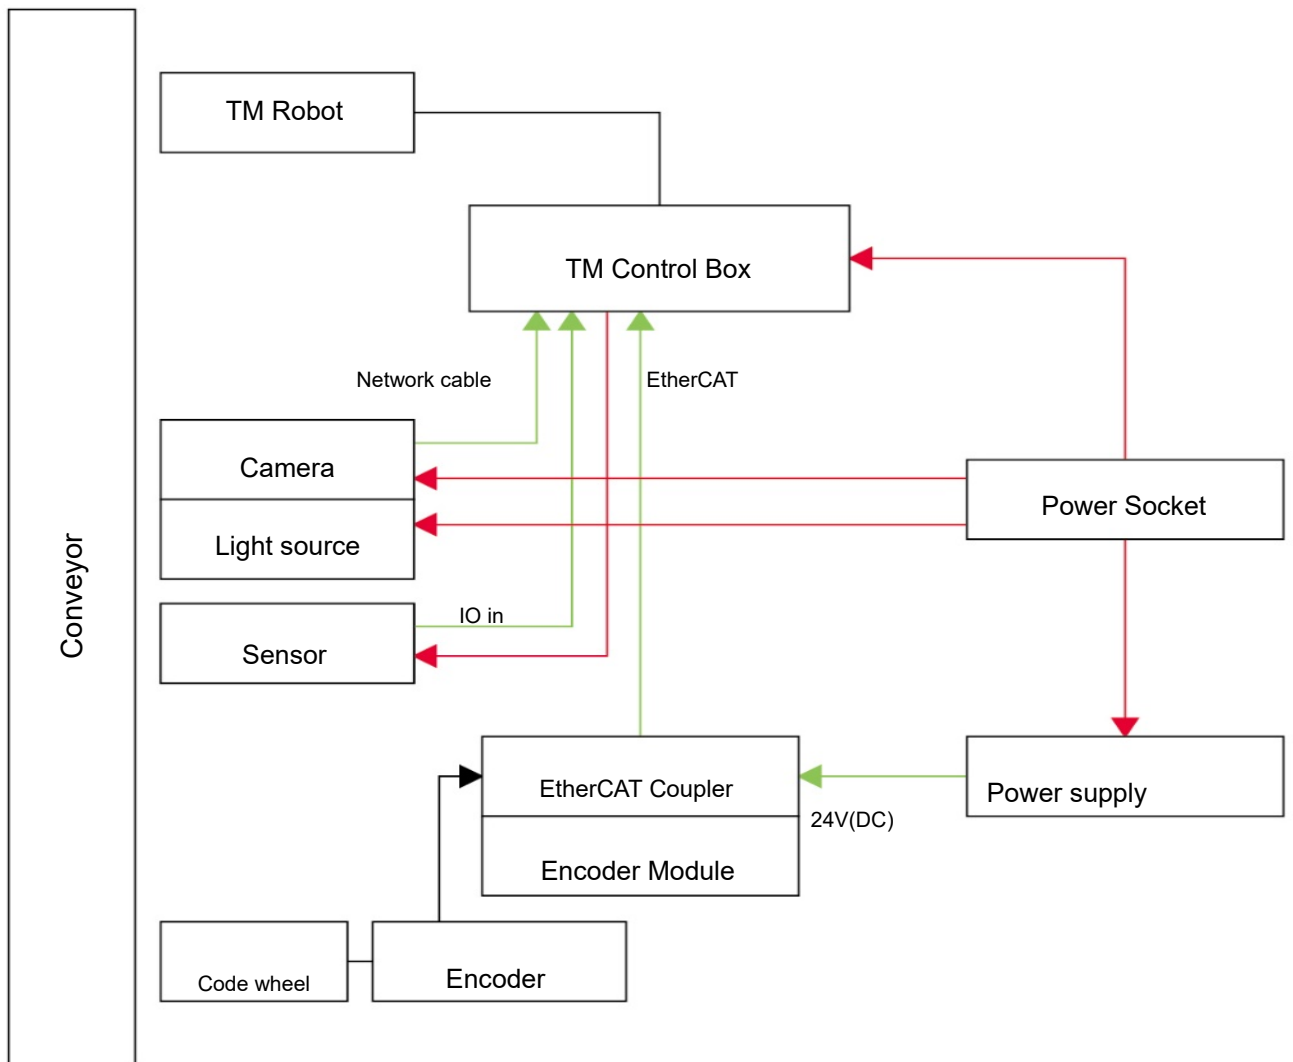 TM Robot
TM Control Box
Network cable
EtherCAT
Camera
Power Socket
Light source
Conveyor
IO in
Sensor
EtherCAT Coupler
Power supply
24V(DC)
Encoder Module
Code wheel
Encoder